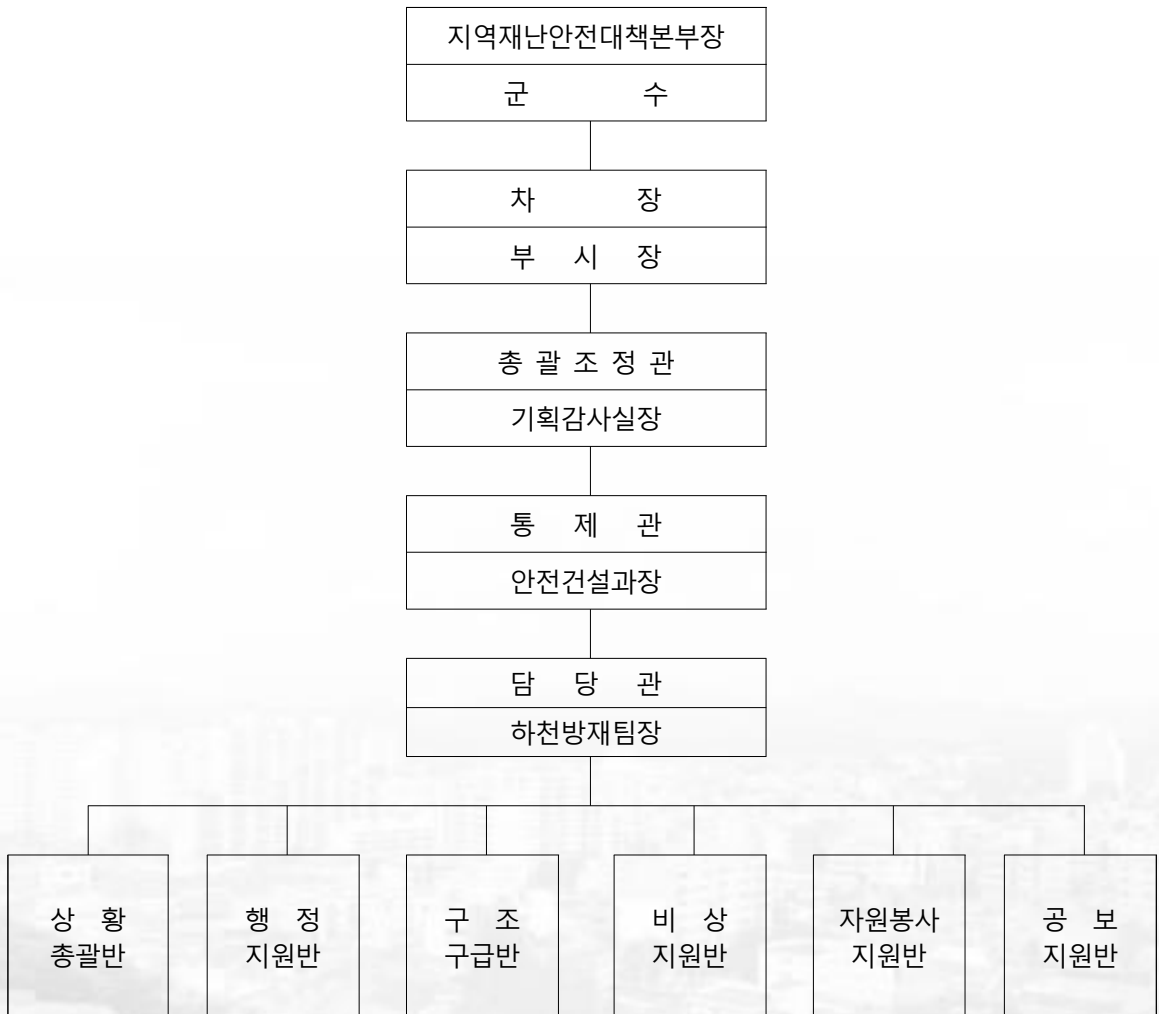 지역재난안전대책본부장
군 수
차 장
부 시 장
총 괄 조 정 관
기획감사실장
통 제 관
안전건설과장
담 당 관
하천방재팀장
상 황
총괄반
행 정
지원반
구 조
구급반
비 상
지원반
자원봉사
지원반
공 보
지원반